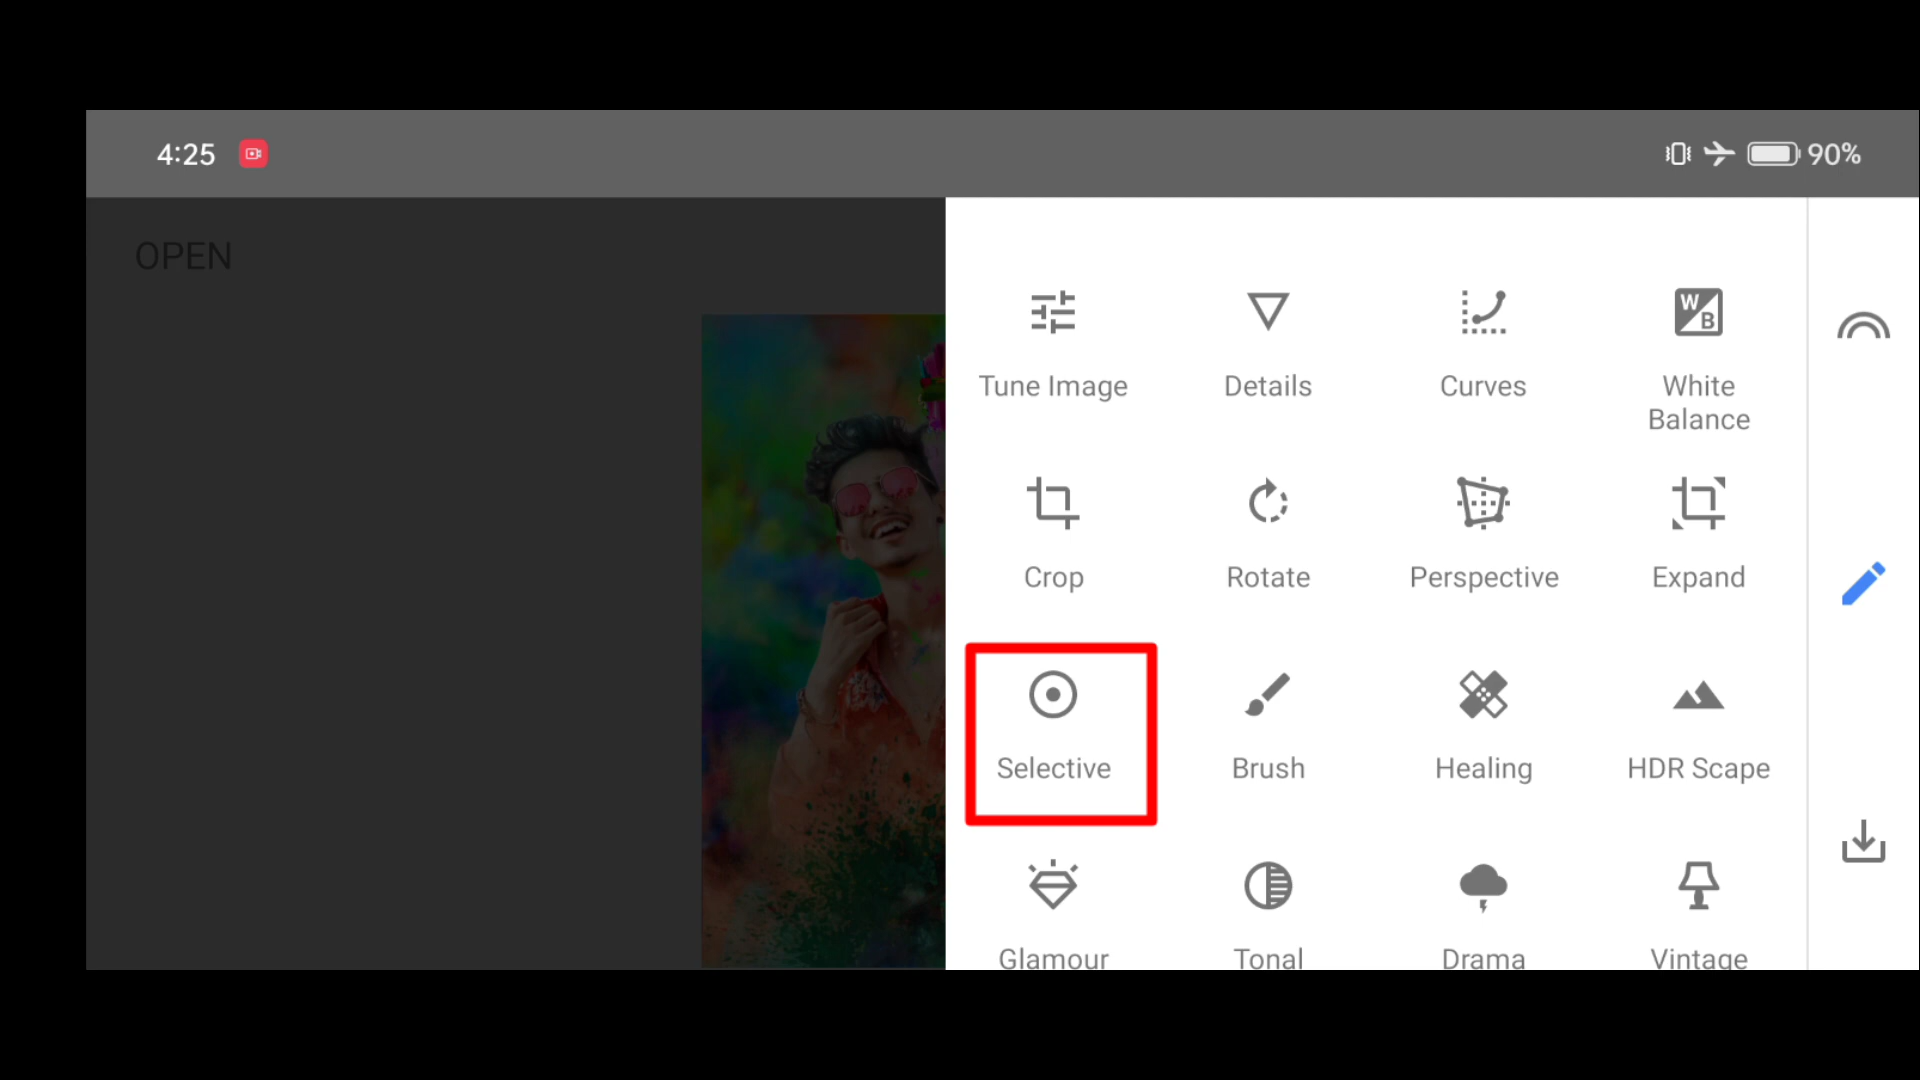 4:25
90%
OPEN
Tune Image
Details
Curves
White
Balance
Crop
Rotate
Perspective
Expand
Selective
Brush
Healing
HDR Scape
Glamour
Tonal
Drama
Vintage
W
B